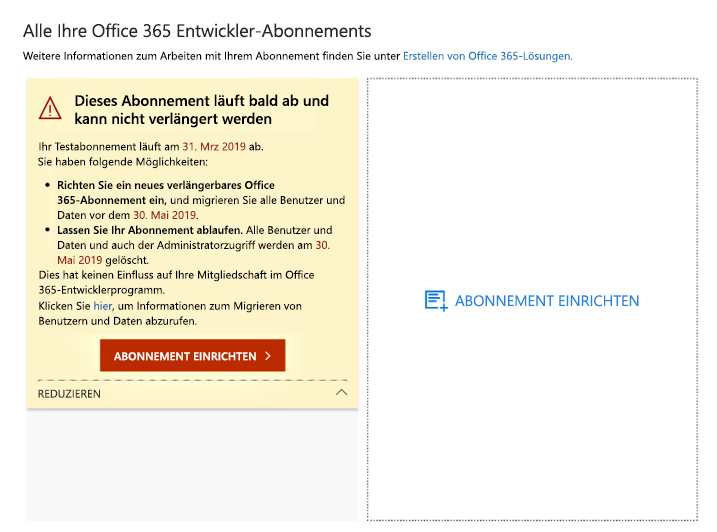 Alle Ihre Office 365 Entwickler-Abonnements
Weitere Informationen zum Arbeiten mit Ihrem Abonnement finden Sie unter Erstellen von Office 365-Lösungen.
Dieses Abonnement läuft bald ab und
kann nicht verlängert werden
Ihr Testabonnement läuft am 31. Mrz 2019 ab.
Sie haben folgende Möglichkeiten:
• Richten Sie ein neues verlängerbares Office
365-Abonnement ein, und migrieren Sie alle Benutzer und
Daten vor dem 30. Mai 2019.
• Lassen Sie Ihr Abonnement ablaufen. Alle Benutzer und
Daten und auch der Administratorzugriff werden am 30.
Mai 2019 gelöscht.
Dies hat keinen Einfluss auf Ihre Mitgliedschaft im Office
365-Entwicklerprogramm.
Klicken Sie hier, um Informationen zum Migrieren von
Benutzern und Daten abzurufen.
ABONNEMENT EINRICHTEN >
REDUZIEREN
ABONNEMENT EINRICHTEN